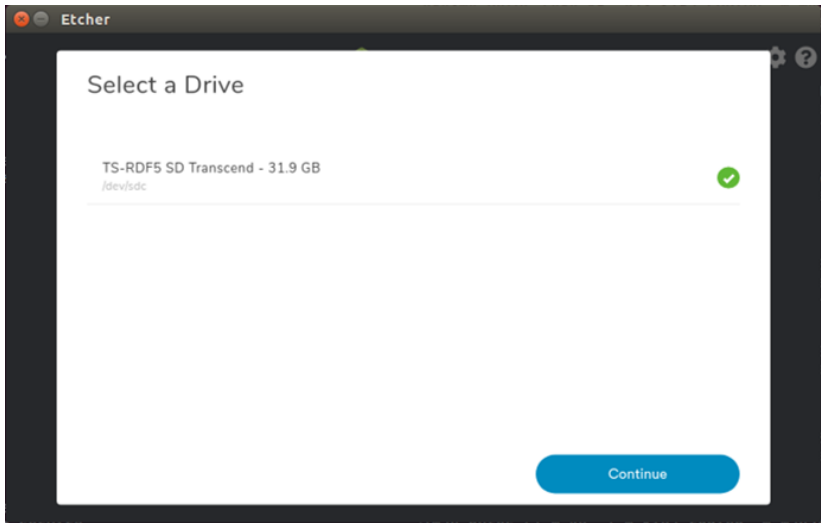 Etcher
Select a Drive
TS-RDF5 SD Transcend - 31.9 GB
/dev/sdc
Continue